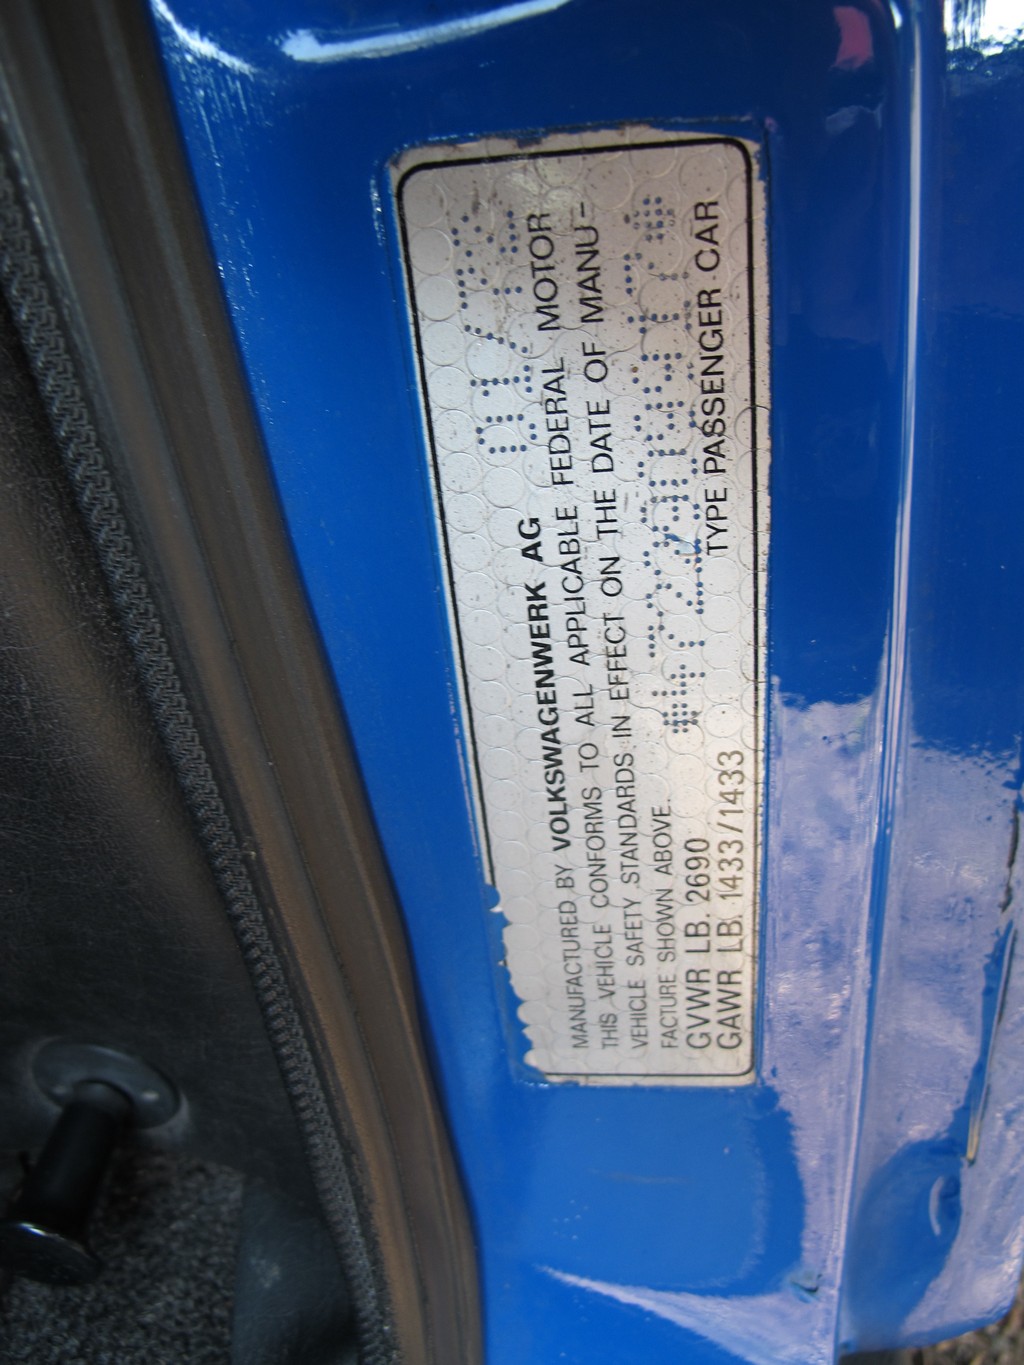 MANUFACTURED BY VOLKSWAGENWERK AG
THIS VEHICLE CONFORMS TO ALL APPLICABLE FEDERAL MOTOR
VEHICLE SAFETY STANDARDS IN EFFECT ON THE DATE OF MANU-
FACTURE SHOWN ABOVE.
GVWR LB. 2690
GAWR LB. 1433/1433 TYPE PASSENGER CAR